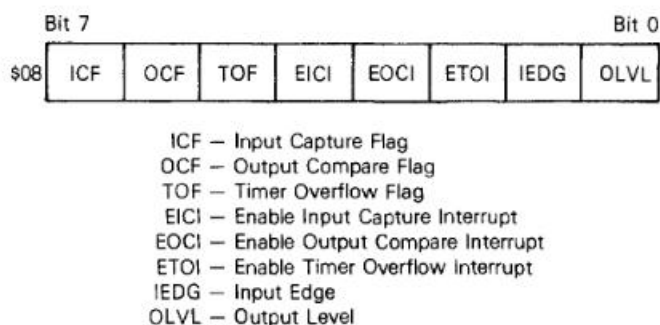 Bit 7 Bit 0
$08 ICF OCF TOF EICI EOCI ETOI IEDG OLVL
ICF — Input Capture Flag
OCF — Output Compare Flag
TOF — Timer Overflow Flag
EICI — Enable Input Capture Interrupt
EOCI — Enable Output Compare Interrupt
ETOI — Enable Timer Overflow Interrupt
IEDG — Input Edge
OLVL — Output Level